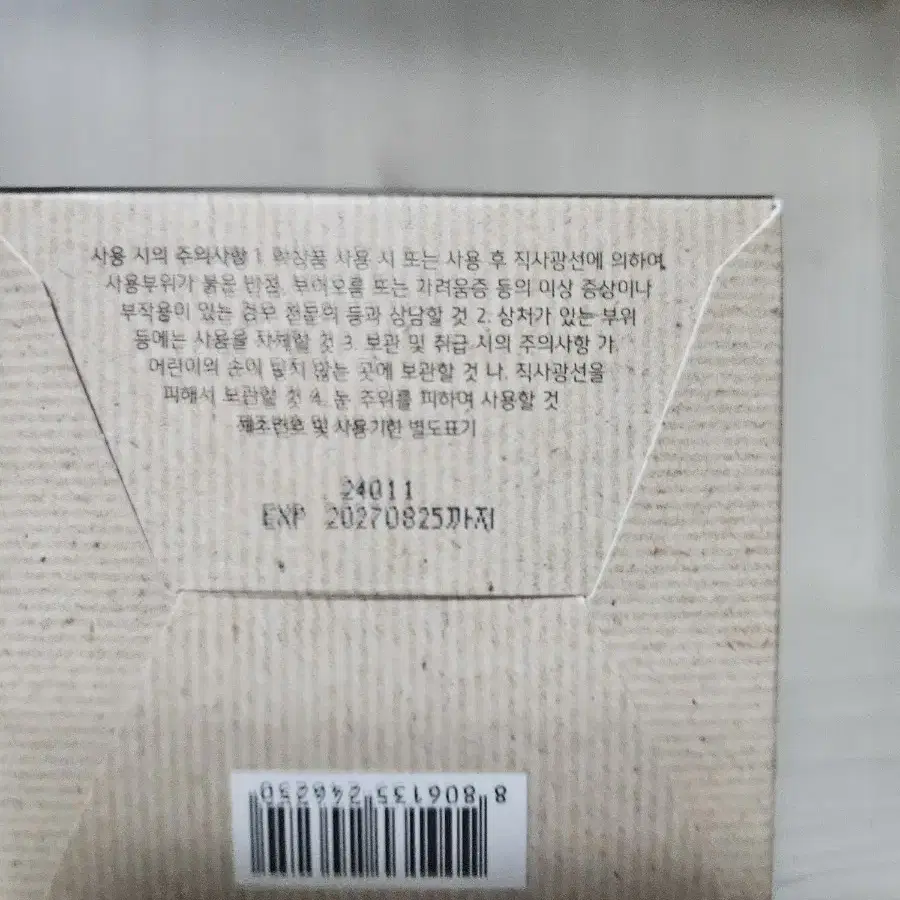 사용 시의 주의사항 1. 화장품 사용 시 또는 사용 후 직사광선에 의하여
사용부위가 붉은 반점, 부어오름 또는 가려움증 등의 이상 증상이나
부작용이 있는 경우 전문의 등과 상담할 것 2. 상처가 있는 부위
등에는 사용을 자제할 것 3. 보관 및 취급 시의 주의사항 가.
어린이의 손이 닿지 않는 곳에 보관할 것 나. 직사광선을
피해서 보관할 것 4. 눈 주위를 피하여 사용할 것
제조번호 및 사용기한 별도표기
24011
EXP 20270825까지
8 806135 246230